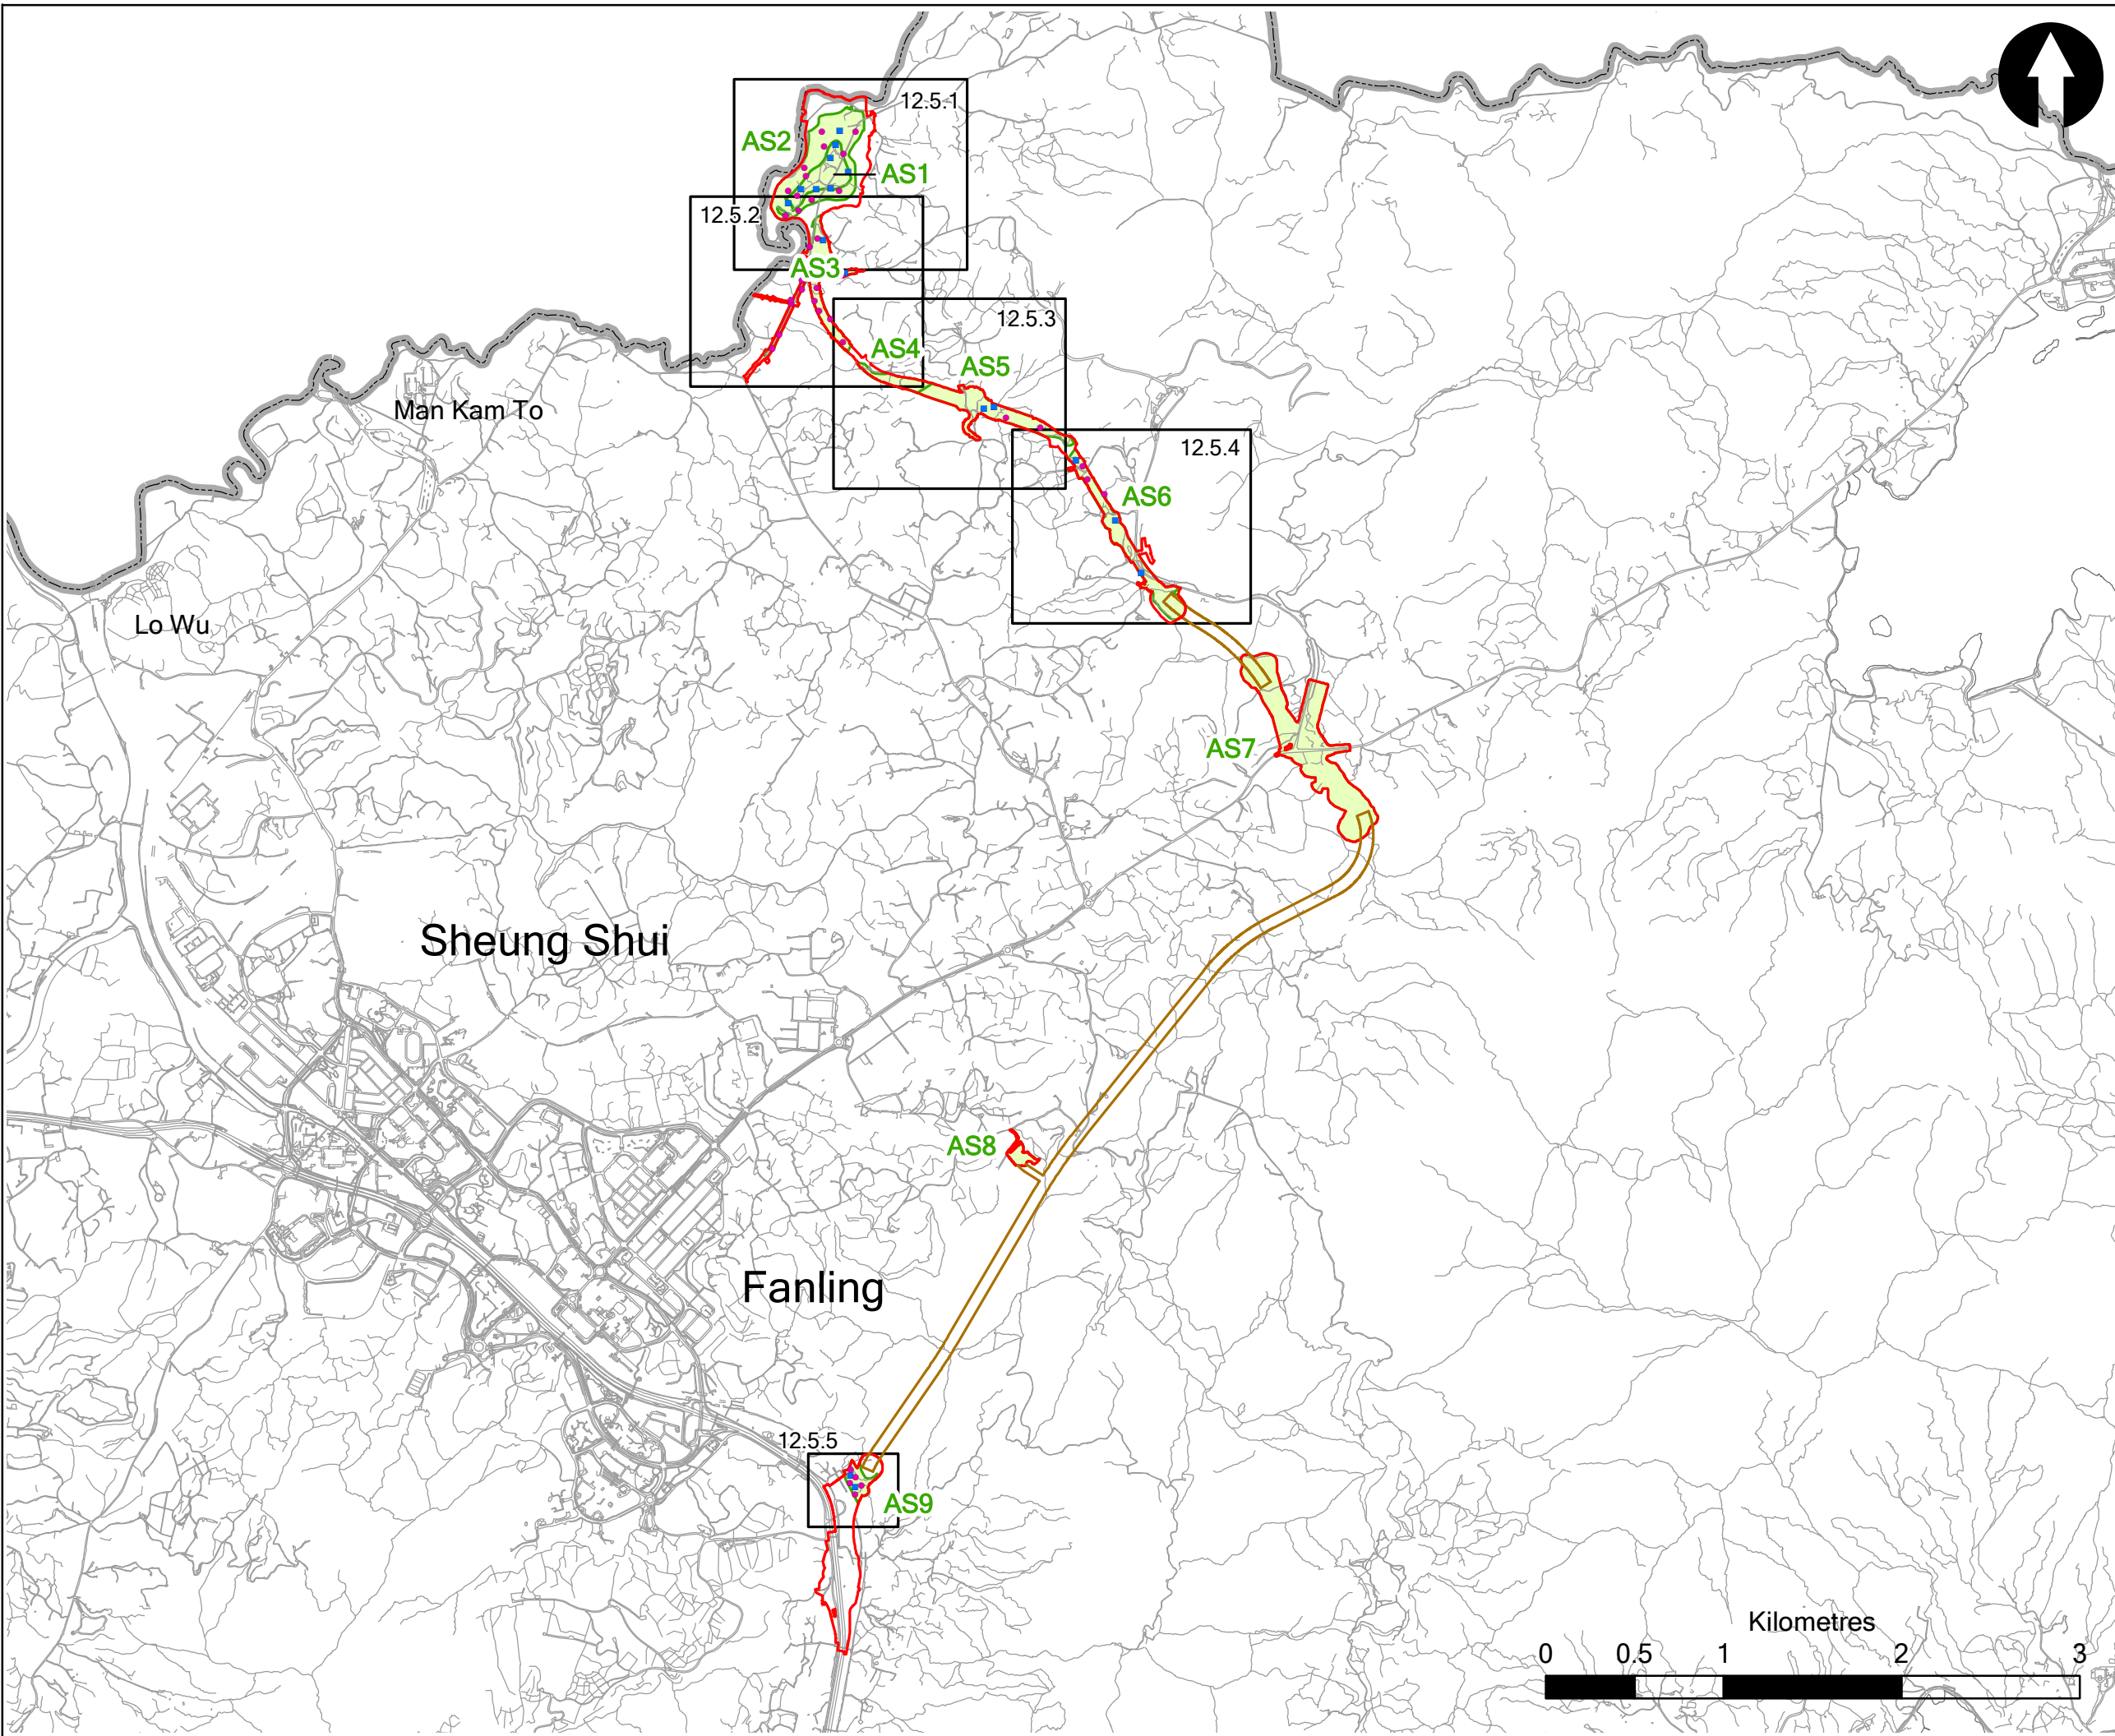 12.5.1
AS2
AS1
12.5.2
AS3
12.5.3
AS4
AS5
Man Kam To
12.5.4
AS6
Lo Wu
AS7
Sheung Shui
AS8
Fanling
12.5.5
AS9
Kilometres
0 0.5 1 2 3